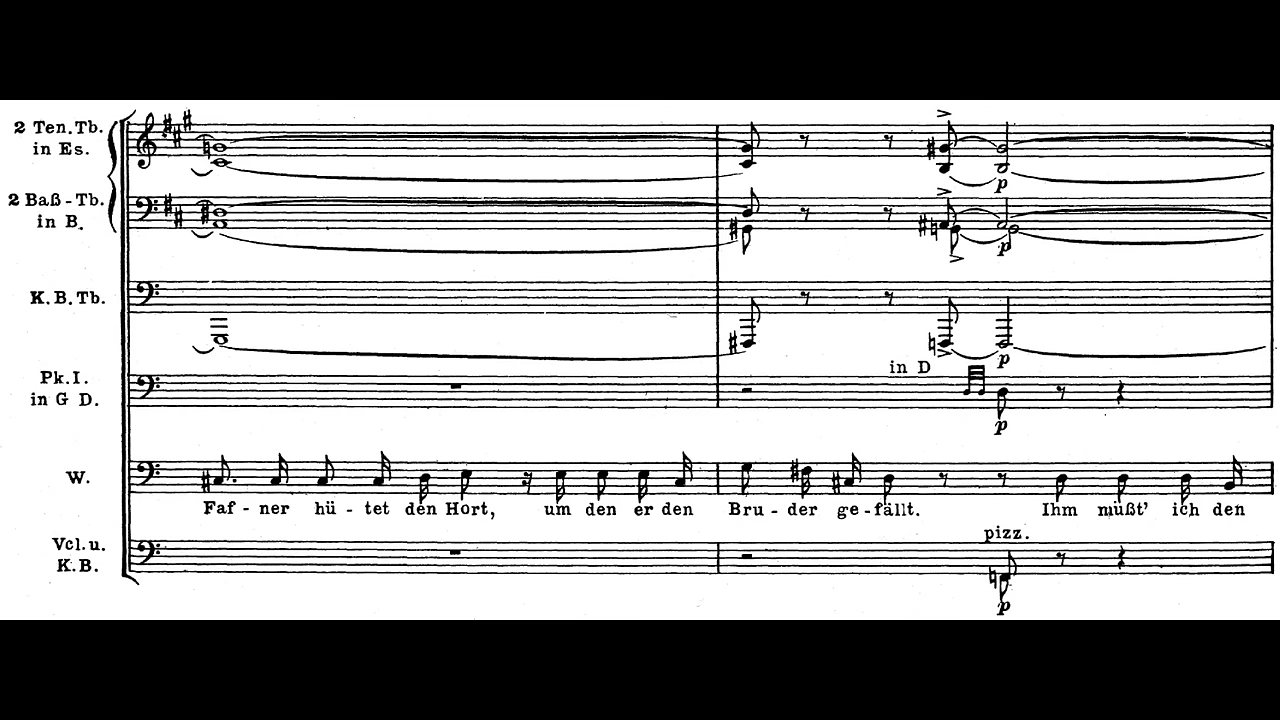 2 Ten. Tb.
in Es.
p
2 Baß-Tb.
in B.
p
K. B. Tb.
p
in D
Pk. I.
in G D.
p
W.
Faf - ner hü - tet den Hort, um den er den Bru - der ge - fällt. Ihm müßt' ich den
pizz.
Vcl. u.
K. B.
p